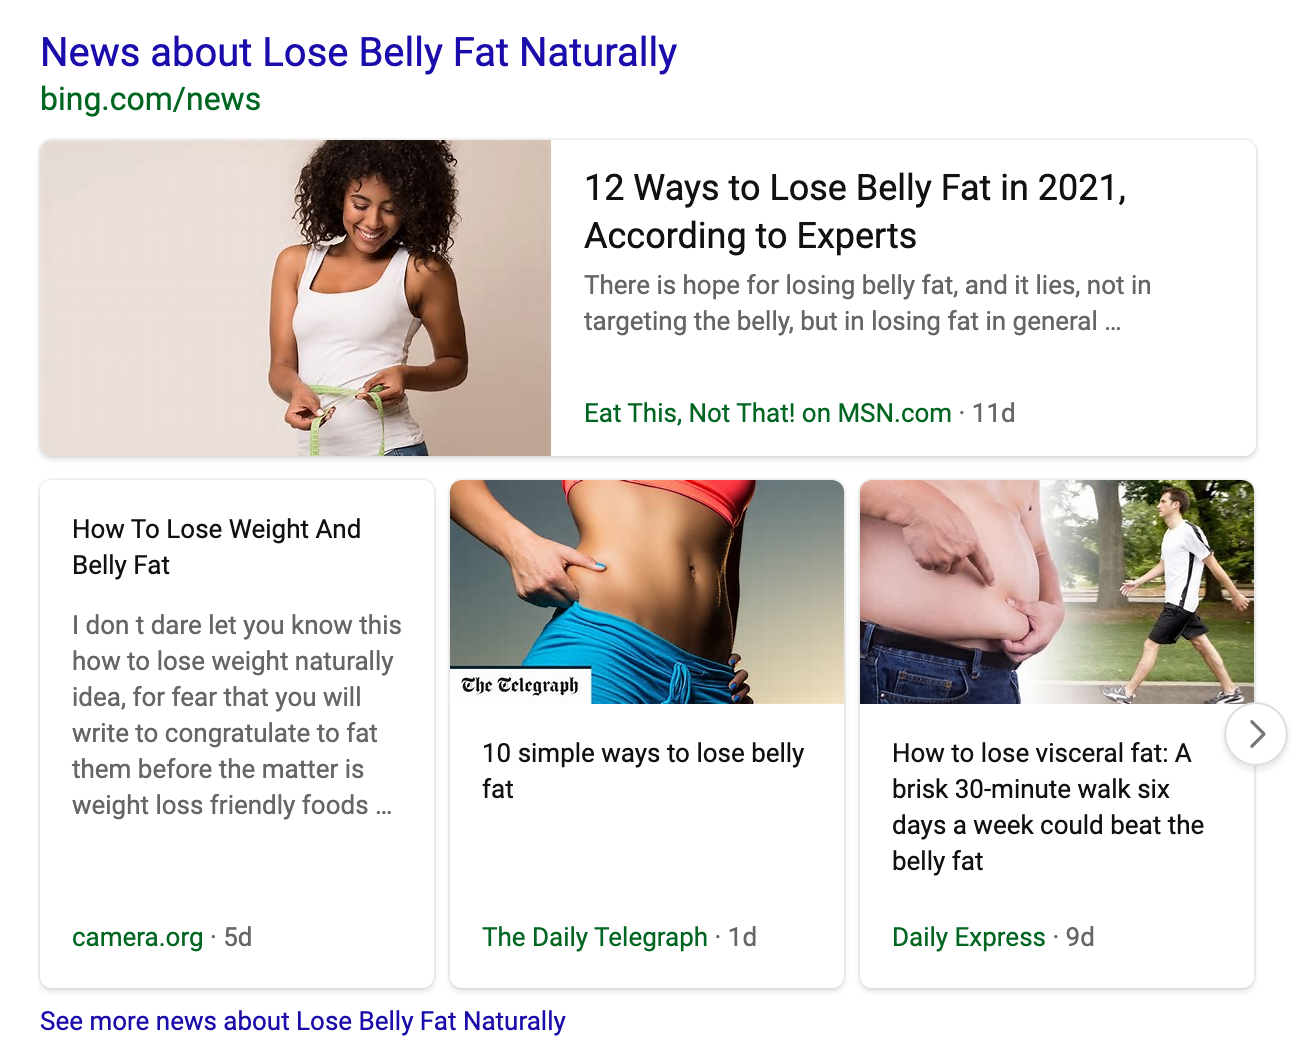 News about Lose Belly Fat Naturally
bing.com/news
12 Ways to Lose Belly Fat in 2021,
According to Experts
There is hope for losing belly fat, and it lies, not in
targeting the belly, but in losing fat in general ...
Eat This, Not That! on MSN.com · 11d
How To Lose Weight And
Belly Fat
I don t dare let you know this
how to lose weight naturally
idea, for fear that you will
write to congratulate to fat
them before the matter is
weight loss friendly foods ...
camera.org · 5d
The Telegraph
10 simple ways to lose belly
fat
The Daily Telegraph · 1d
How to lose visceral fat: A
brisk 30-minute walk six
days a week could beat the
belly fat
Daily Express · 9d
See more news about Lose Belly Fat Naturally